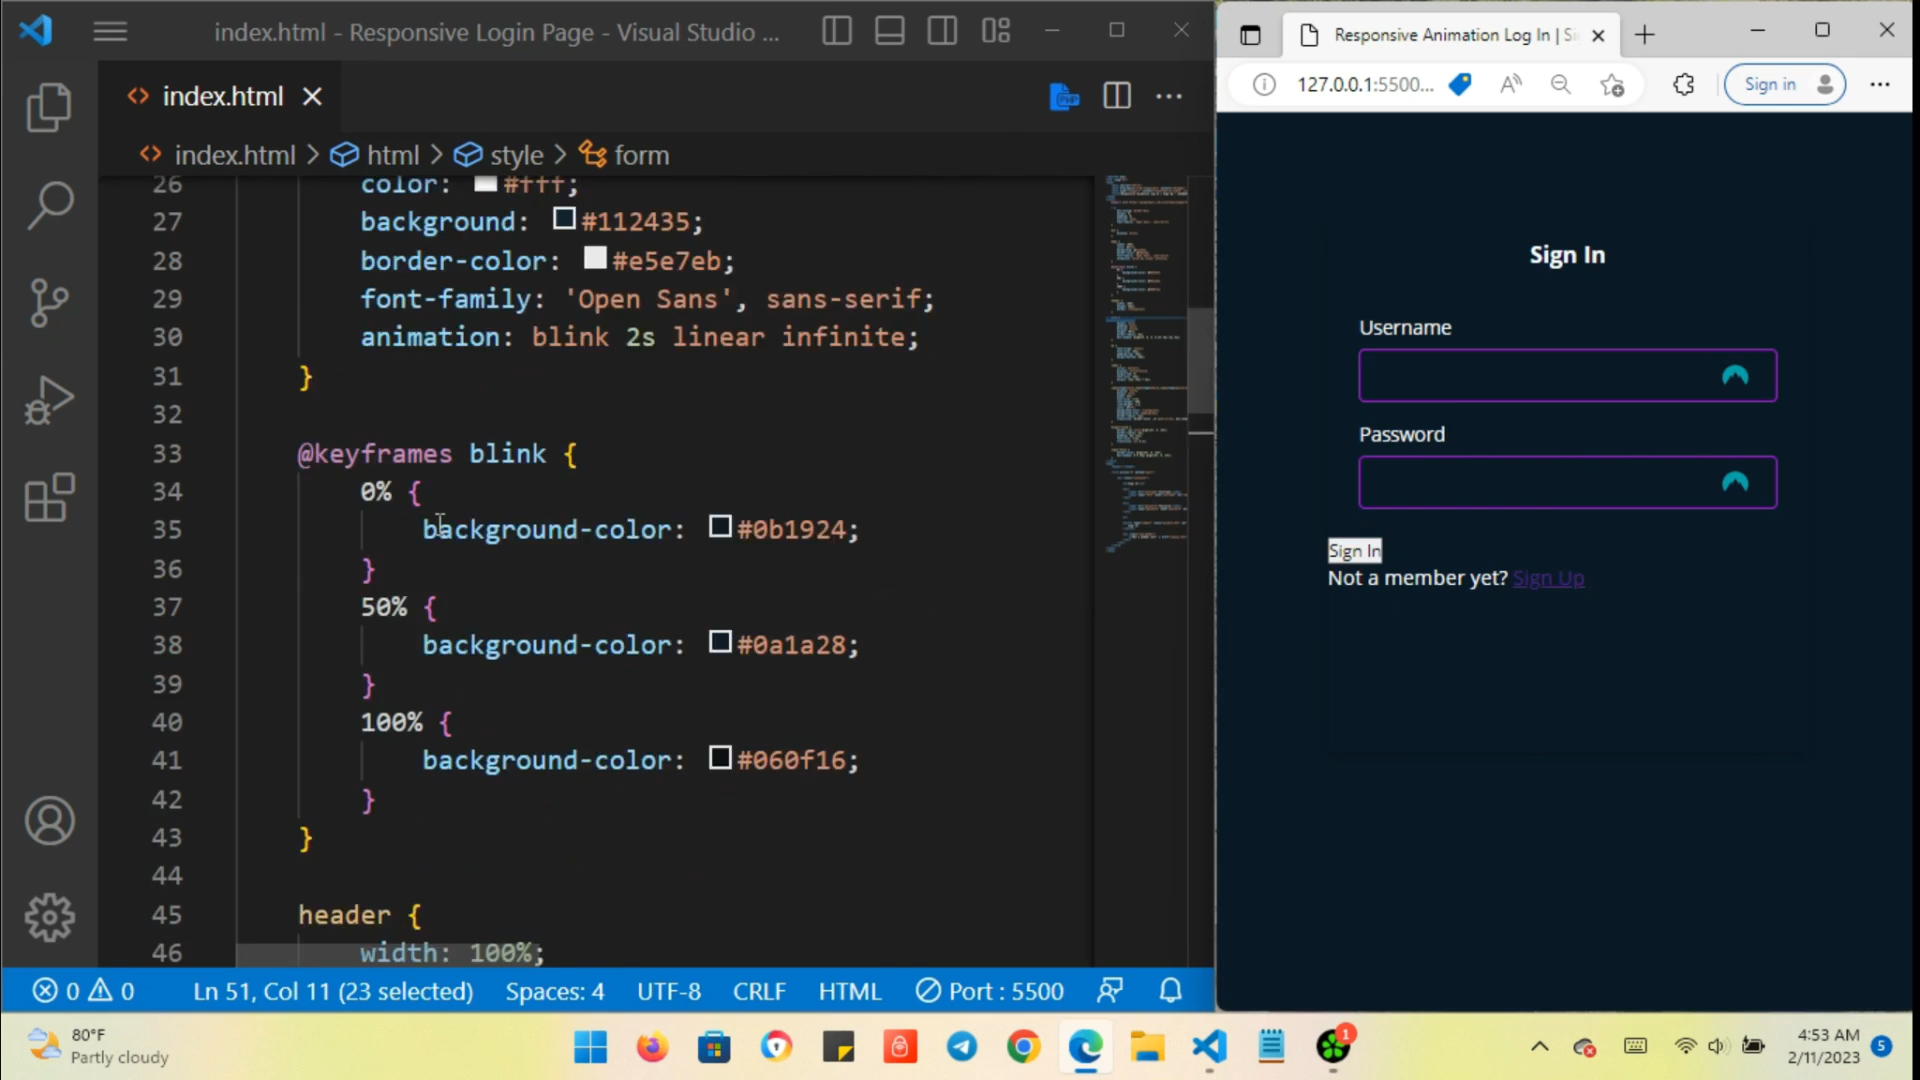 index.html - Responsive Login Page - Visual Studio ...
index.html
index.html > html > style > form
26 color: #fff;
27 background: #112435;
28 border-color: #e5e7eb;
29 font-family: 'Open Sans', sans-serif;
30 animation: blink 2s linear infinite;
31 }
32
33 @keyframes blink {
34 0% {
35 background-color: #0b1924;
36 }
37 50% {
38 background-color: #0a1a28;
39 }
40 100% {
41 background-color: #060f16;
42 }
43 }
44
45 header {
46 width: 100%;
0 0 Ln 51, Col 11 (23 selected) Spaces: 4 UTF-8 CRLF HTML Port : 5500
Responsive Animation Log In | Si
127.0.0.1:5500... Sign in
Sign In
Username
Password
Sign In
Not a member yet? Sign Up
80°F
Partly cloudy
1
4:53 AM
2/11/2023
5